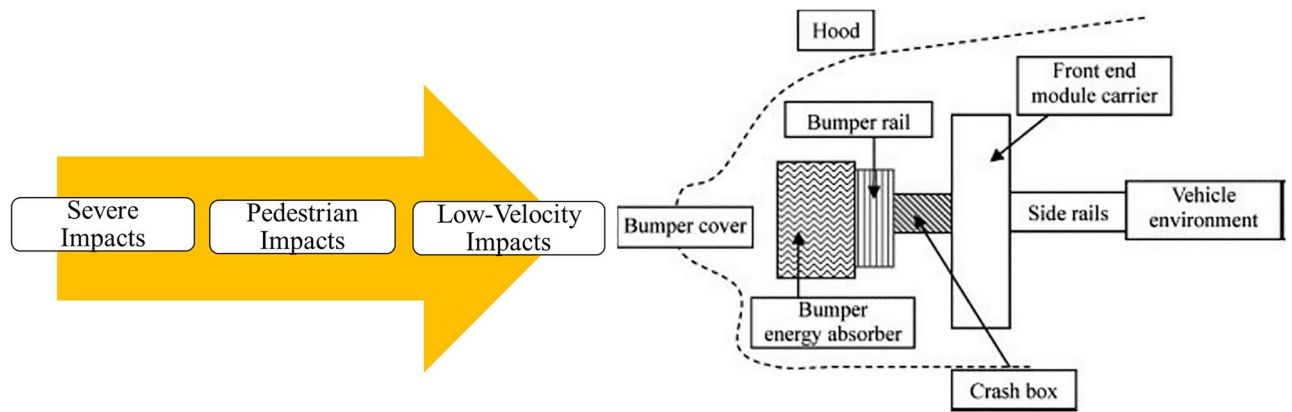 Severe
Impacts
Pedestrian
Impacts
Low-Velocity
Impacts
Hood
Front end
module carrier
Bumper rail
Bumper cover
Side rails
Vehicle
environment
Bumper
energy absorber
Crash box